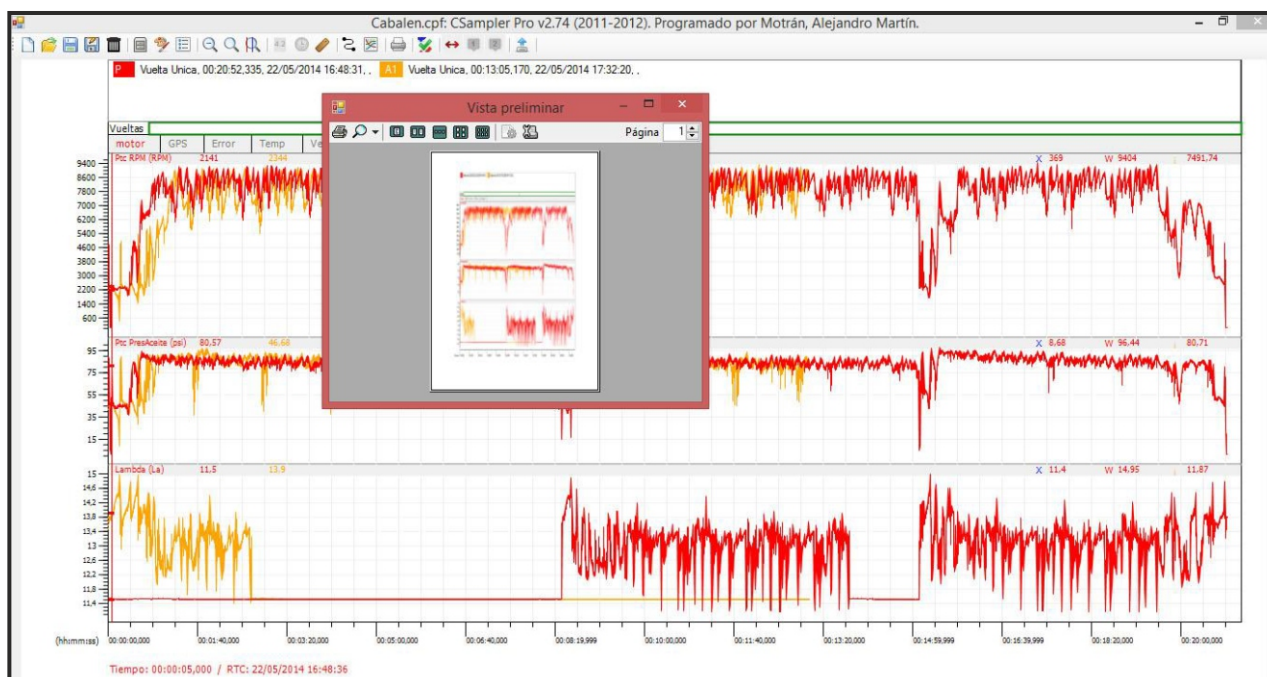 Cabalen.cpf: CSampler Pro v2.74 (2011-2012). Programado por Motrán, Alejandro Martín.
P Vuelta Unica, 00:20:52,335, 22/05/2014 16:48:31, , A1 Vuelta Unica, 00:13:05,170, 22/05/2014 17:32:20, ,
Vista preliminar
Página 1
Vueltas
motor GPS Error Temp
Ptc RPM (RPM) 2141 2344 X 369 W 9404 7491,74
9400
8600
7800
7000
6200
5400
4600
3800
3000
2200
1400
600
Ptc PresAceite (psi) 80.57 46.68 X 8.68 W 96.44 80.71
95
75
55
35
15
Lambda (La) 11.5 13.9 X 11.4 W 14.95 11.87
15
14,6
14,2
13,8
13,4
13
12,6
12,2
11,8
11,4
(hh:mm:ss) 00:00:00,000 00:01:40,000 00:03:20,000 00:05:00,000 00:06:40,000 00:08:19,999 00:10:00,000 00:11:40,000 00:13:20,000 00:14:59,999 00:16:39,999 00:18:20,000 00:20:00,000
Tiempo: 00:00:05,000 / RTC: 22/05/2014 16:48:36